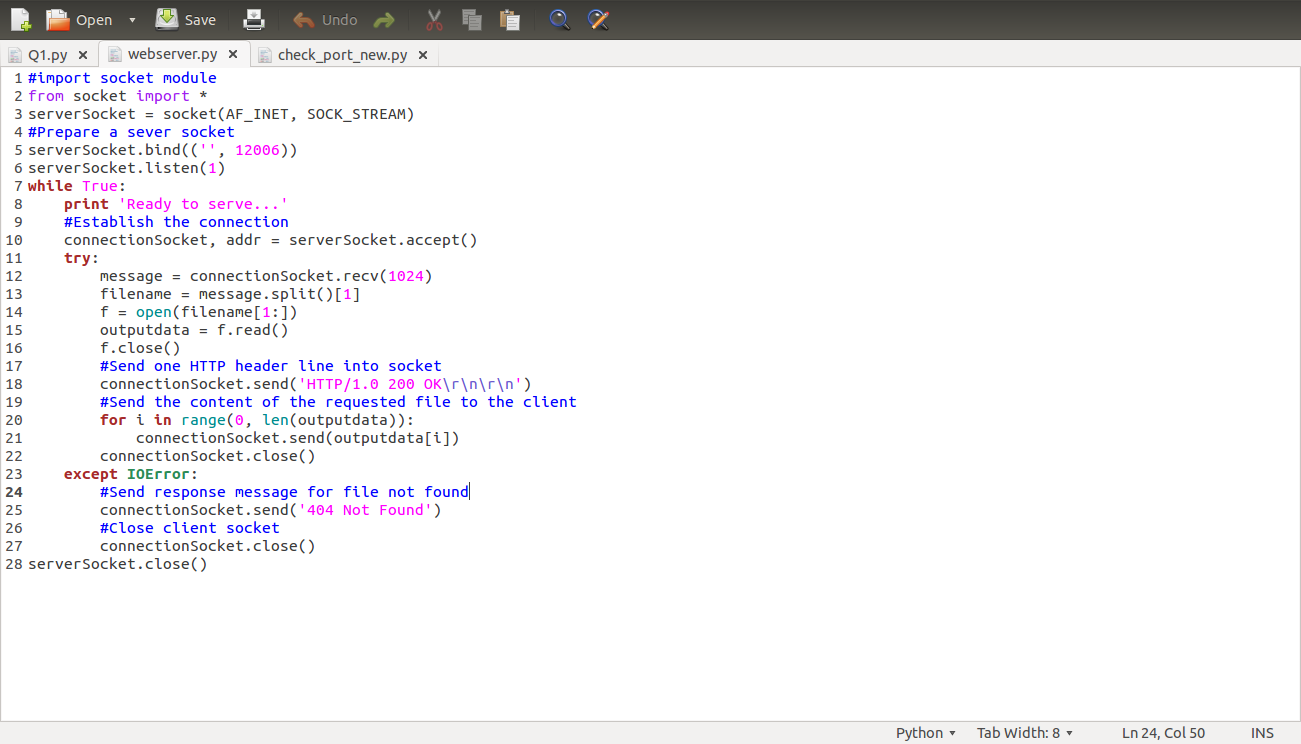 Open Save Undo
Q1.py webserver.py check_port_new.py
1 #import socket module
2 from socket import *
3 serverSocket = socket(AF_INET, SOCK_STREAM)
4 #Prepare a sever socket
5 serverSocket.bind(('', 12006))
6 serverSocket.listen(1)
7 while True:
8     print 'Ready to serve...'
9     #Establish the connection
10     connectionSocket, addr = serverSocket.accept()
11     try:
12         message = connectionSocket.recv(1024)
13         filename = message.split()[1]
14         f = open(filename[1:])
15         outputdata = f.read()
16         f.close()
17         #Send one HTTP header line into socket
18         connectionSocket.send('HTTP/1.0 200 OK\r\n\r\n')
19         #Send the content of the requested file to the client
20         for i in range(0, len(outputdata)):
21             connectionSocket.send(outputdata[i])
22         connectionSocket.close()
23     except IOError:
24         #Send response message for file not found
25         connectionSocket.send('404 Not Found')
26         #Close client socket
27         connectionSocket.close()
28 serverSocket.close()
Python Tab Width: 8 Ln 24, Col 50 INS